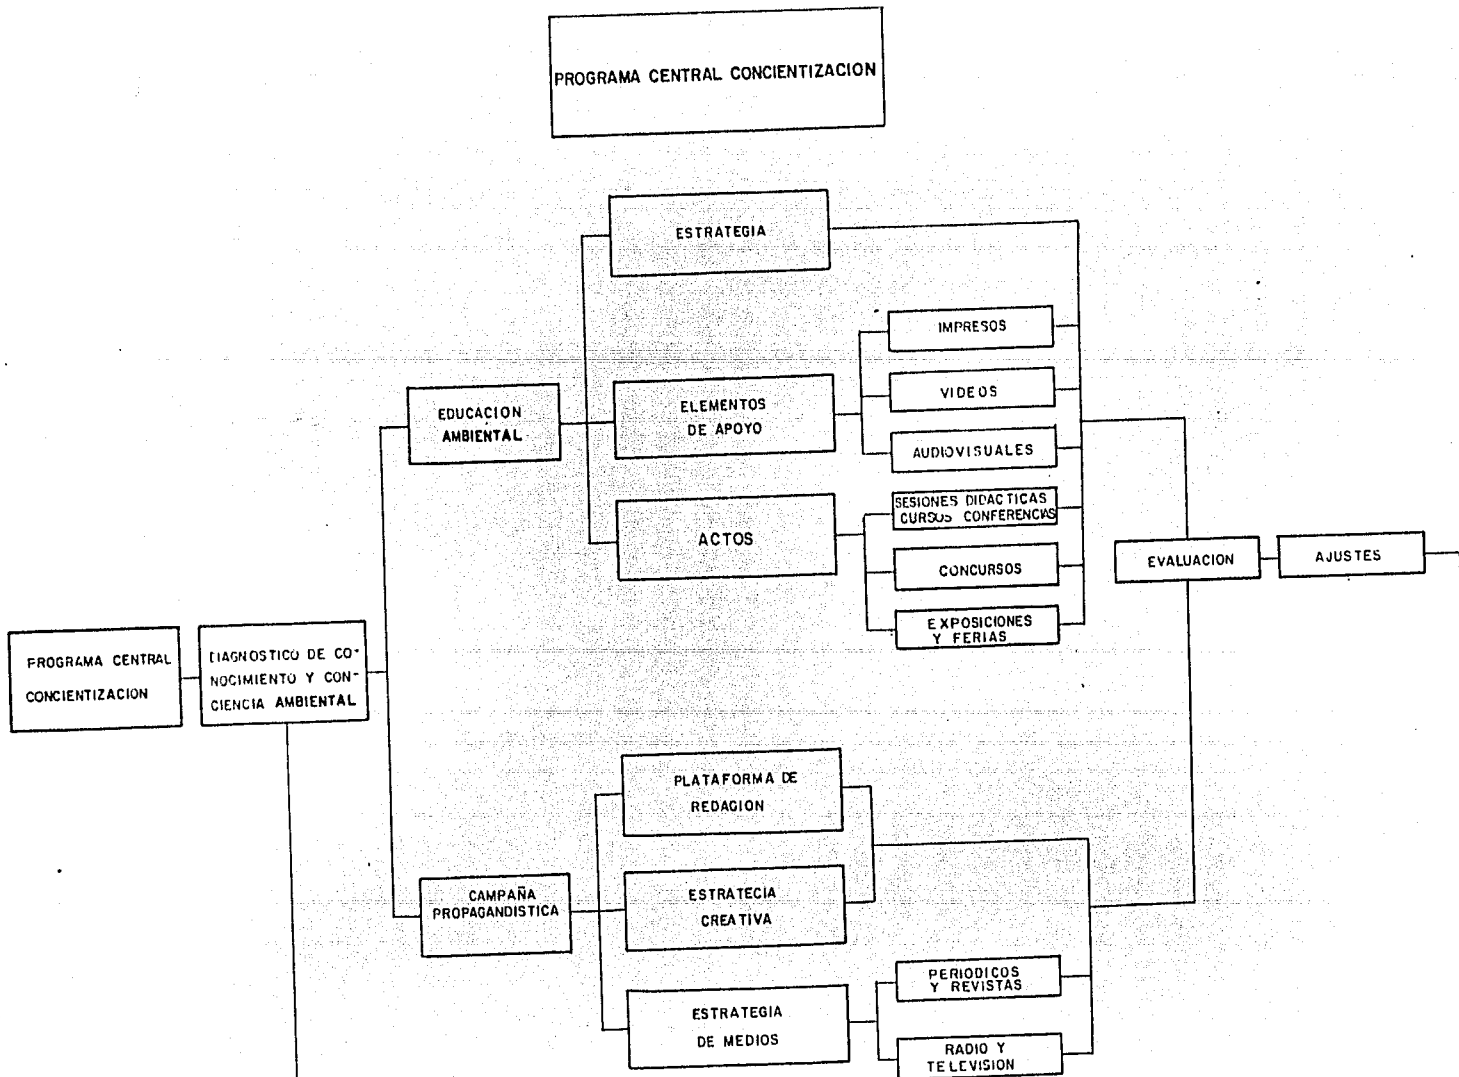 PROGRAMA CENTRAL CONCIENTIZACION
ESTRATEGIA
IMPRESOS
VIDEOS
AUDIOVISUALES
EDUCACION
AMBIENTAL
ELEMENTOS
DE APOYO
ACTOS
SESIONES DIDACTICAS
CURSOS CONFERENCIAS
CONCURSOS
EXPOSICIONES
Y FERIAS
EVALUACION
AJUSTES
PROGRAMA CENTRAL
CONCIENTIZACION
DIAGNOSTICO DE CO-
NOCIMIENTO Y CON-
CIENCIA AMBIENTAL
PLATAFORMA DE
REDACION
CAMPAÑA
PROPAGANDISTICA
ESTRATECIA
CREATIVA
ESTRATEGIA
DE MEDIOS
PERIODICOS
Y REVISTAS
RADIO Y
TELEVISION